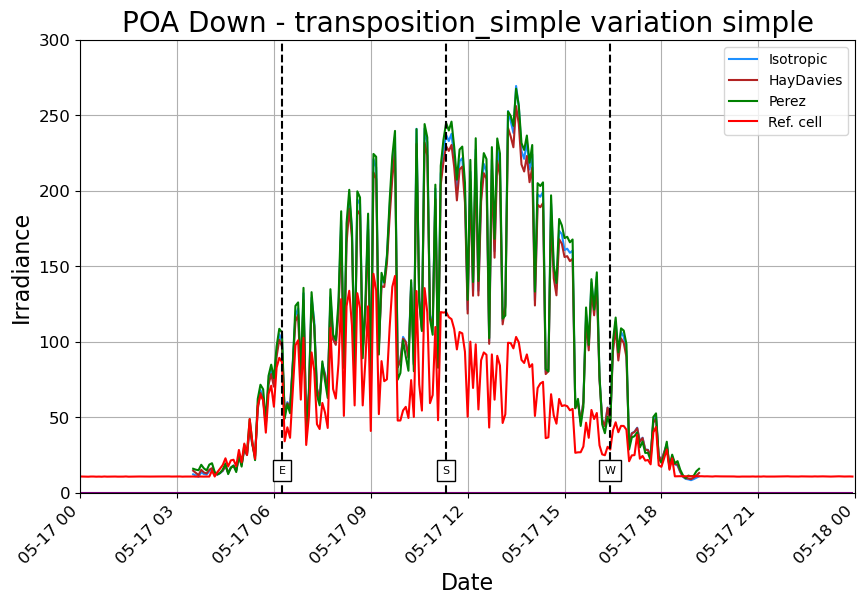 POA Down - transposition_simple variation simple
Irradiance
300
250
200
150
100
50
0
Isotropic
HayDavies
Perez
Ref. cell
E
S
W
05-17 00
05-17 03
05-17 06
05-17 09
05-17 12
05-17 15
05-17 18
05-17 21
05-18 00
Date